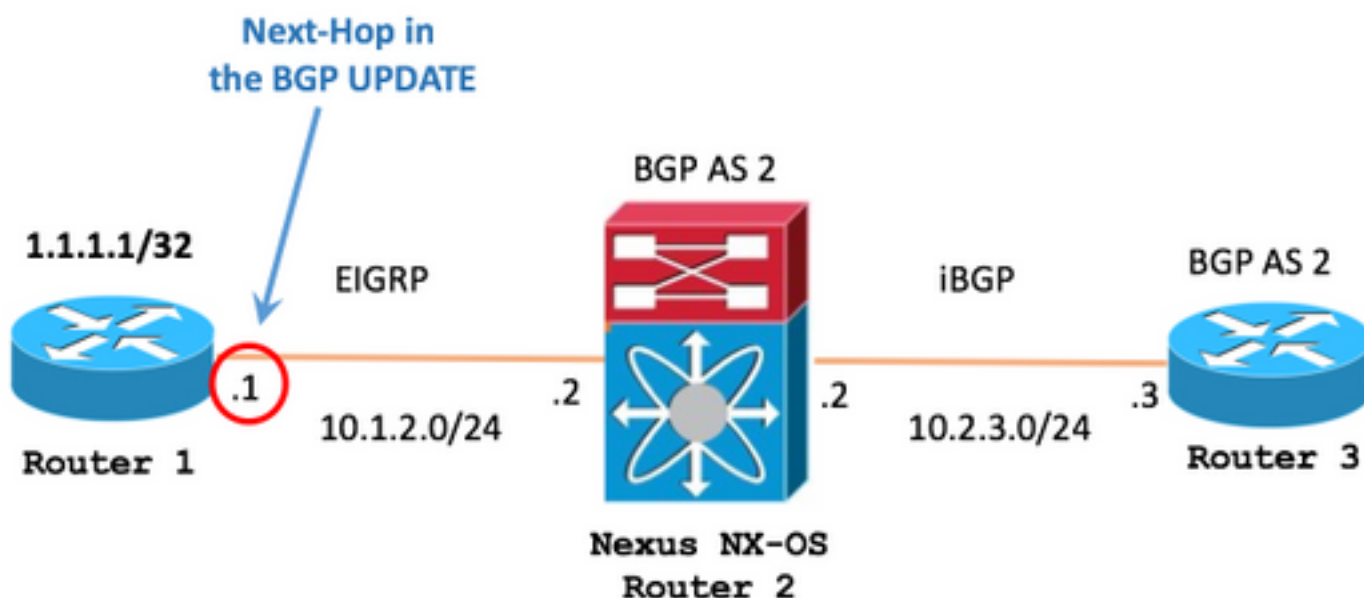 Next-Hop in
the BGP UPDATE
BGP AS 2
1.1.1.1/32
EIGRP
iBGP
BGP AS 2
.1
.2
.2
.3
10.1.2.0/24
10.2.3.0/24
Router 1
Router 3
Nexus NX-OS
Router 2